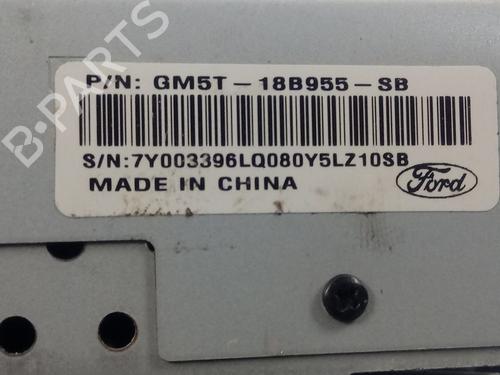 P/N: GM5T-18B955-SB
S/N:7Y003396LQ080Y5LZ10SB
MADE IN CHINA
Ford
B-PARTS